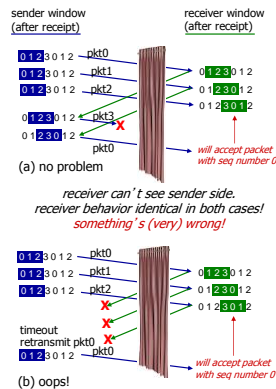 sender window
(after receipt)
receiver window
(after receipt)
0 1 2 3 0 1 2 pkt0
0 1 2 3 0 1 2 pkt1 0 1 2 3 0 1 2
0 1 2 3 0 1 2 pkt2 0 1 2 3 0 1 2
0 1 2 3 0 1 2
0 1 2 3 0 1 2 pkt3 X
0 1 2 3 0 1 2
pkt0
will accept packet
with seq number 0
(a) no problem
receiver can't see sender side.
receiver behavior identical in both cases!
something's (very) wrong!
0 1 2 3 0 1 2 pkt0
0 1 2 3 0 1 2 pkt1 0 1 2 3 0 1 2
0 1 2 3 0 1 2 pkt2 0 1 2 3 0 1 2
X 0 1 2 3 0 1 2
X
timeout
retransmit pkt0 X
0 1 2 3 0 1 2 pkt0
will accept packet
with seq number 0
(b) oops!